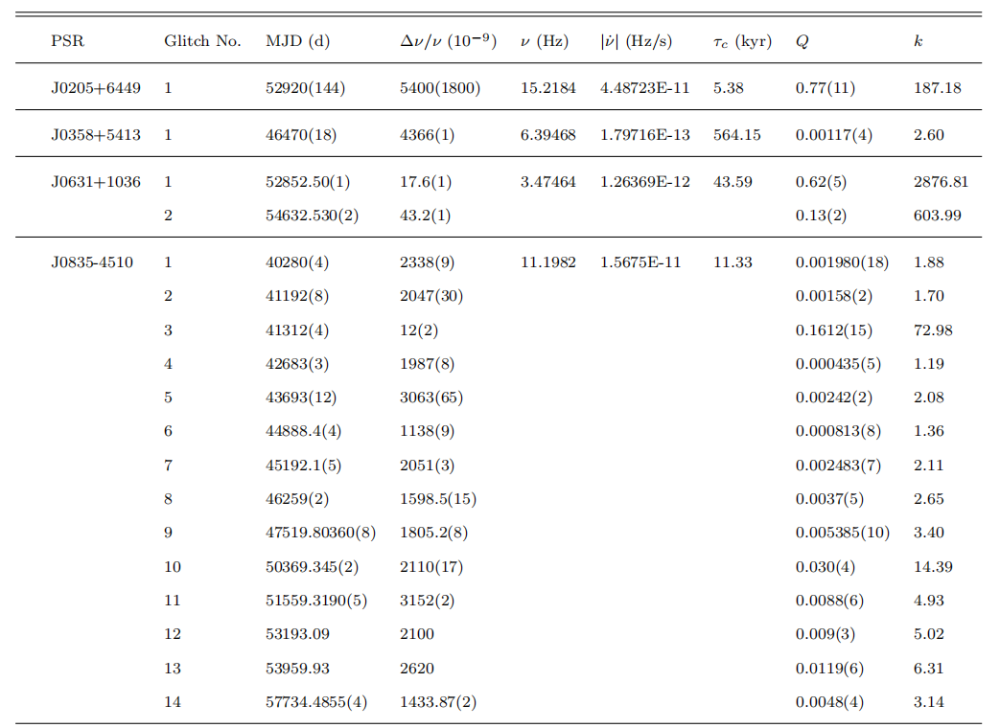 PSR Glitch No. MJD (d) Δν/ν (10⁻⁹) ν (Hz) |ν̇| (Hz/s) τc (kyr) Q k
J0205+6449 1 52920(144) 5400(1800) 15.2184 4.48723E-11 5.38 0.77(11) 187.18
J0358+5413 1 46470(18) 4366(1) 6.39468 1.79716E-13 564.15 0.00117(4) 2.60
J0631+1036 1 52852.50(1) 17.6(1) 3.47464 1.26369E-12 43.59 0.62(5) 2876.81
2 54632.530(2) 43.2(1) 0.13(2) 603.99
J0835-4510 1 40280(4) 2338(9) 11.1982 1.5675E-11 11.33 0.001980(18) 1.88
2 41192(8) 2047(30) 0.00158(2) 1.70
3 41312(4) 12(2) 0.1612(15) 72.98
4 42683(3) 1987(8) 0.000435(5) 1.19
5 43693(12) 3063(65) 0.00242(2) 2.08
6 44888.4(4) 1138(9) 0.000813(8) 1.36
7 45192.1(5) 2051(3) 0.002483(7) 2.11
8 46259(2) 1598.5(15) 0.0037(5) 2.65
9 47519.80360(8) 1805.2(8) 0.005385(10) 3.40
10 50369.345(2) 2110(17) 0.030(4) 14.39
11 51559.3190(5) 3152(2) 0.0088(6) 4.93
12 53193.09 2100 0.009(3) 5.02
13 53959.93 2620 0.0119(6) 6.31
14 57734.4855(4) 1433.87(2) 0.0048(4) 3.14